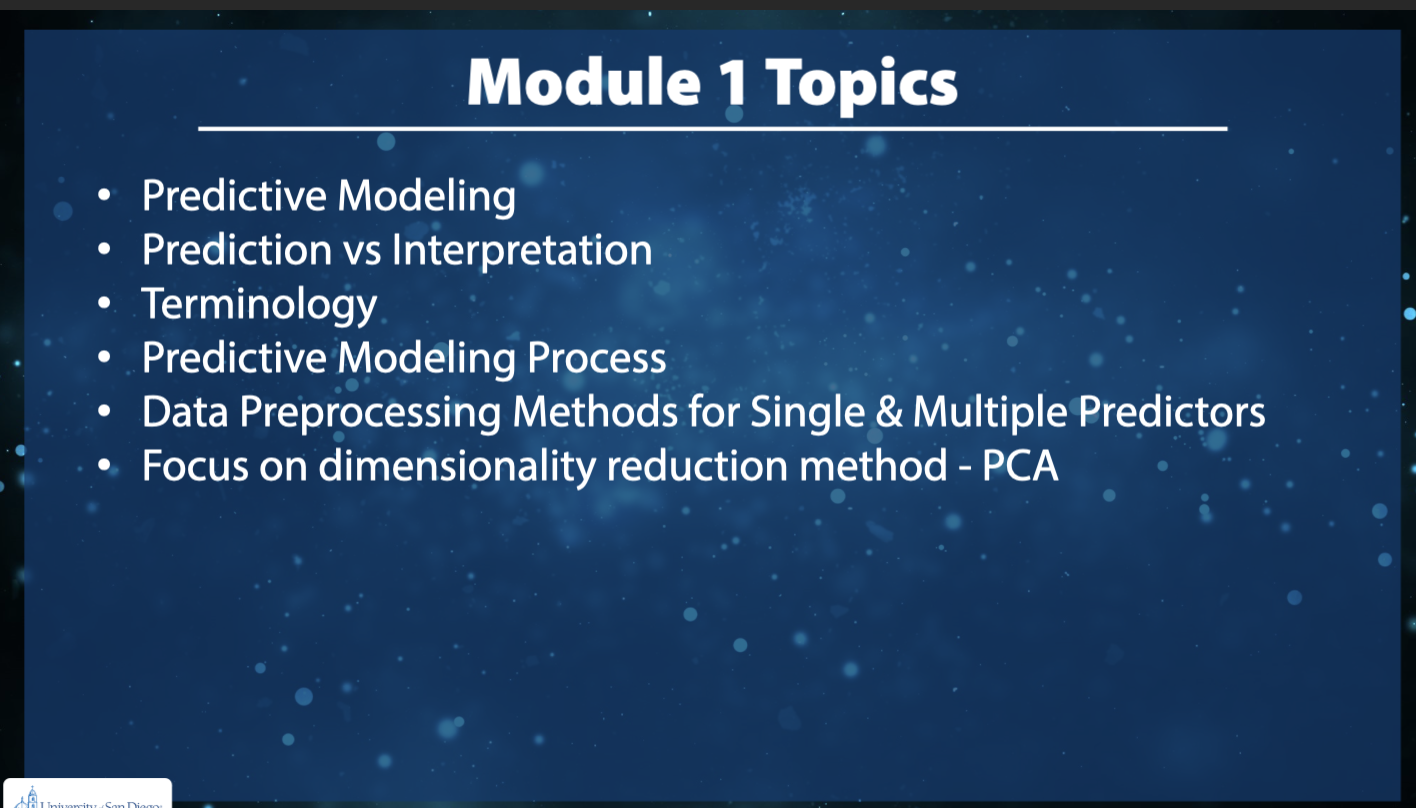 Module 1 Topics
• Predictive Modeling
• Prediction vs Interpretation
• Terminology
• Predictive Modeling Process
• Data Preprocessing Methods for Single & Multiple Predictors
• Focus on dimensionality reduction method - PCA
University of San Diego